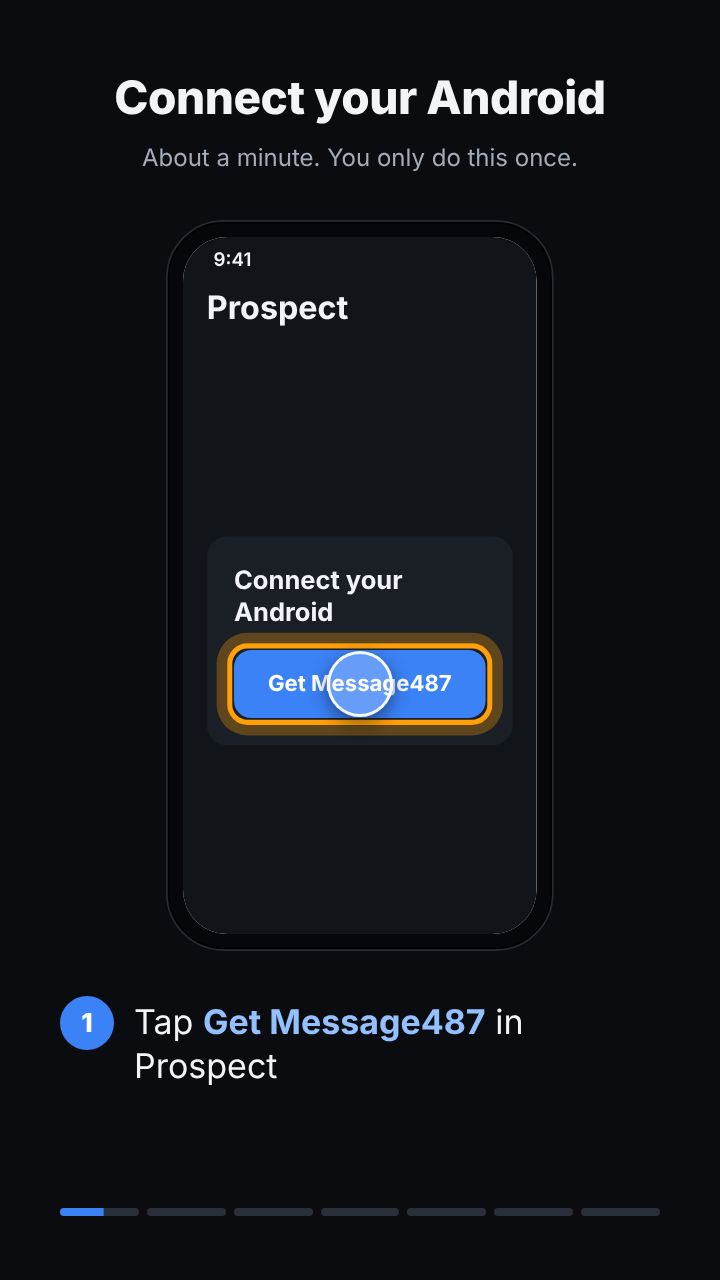 Connect your Android
About a minute. You only do this once.
9:41
Prospect
Connect your
Android
Get Message487
1
Tap Get Message487 in
Prospect